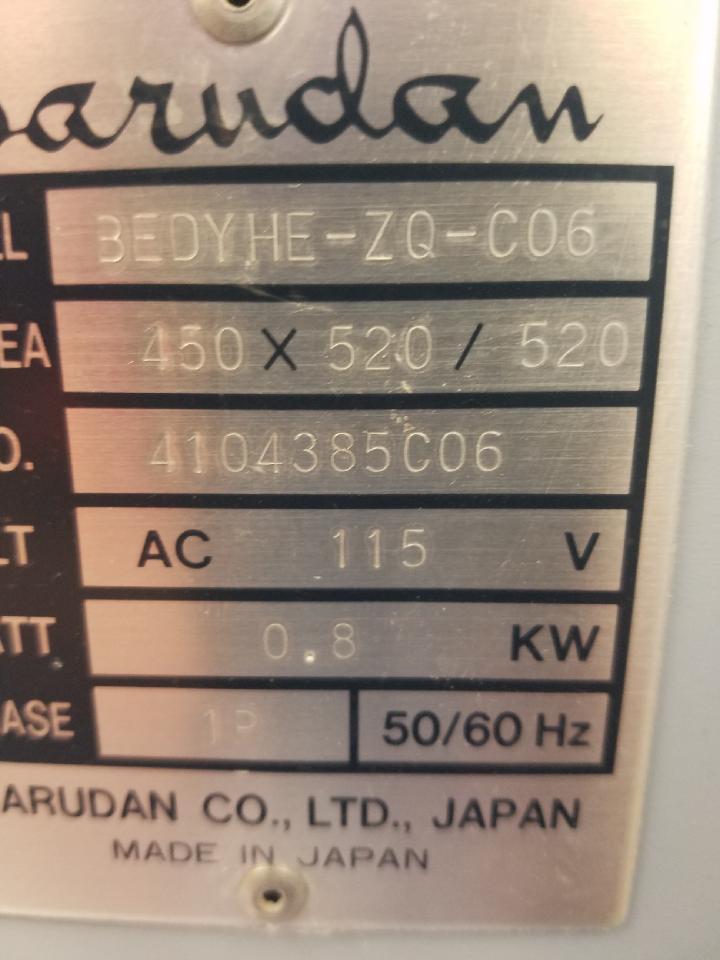 arudan
EL BEDYHE-ZQ-C06
EA 450 X 520 / 520
O. 4104385C06
LT AC 115 V
ATT 0.8 KW
ASE 1P 50/60 Hz
ARUDAN CO., LTD., JAPAN
MADE IN JAPAN